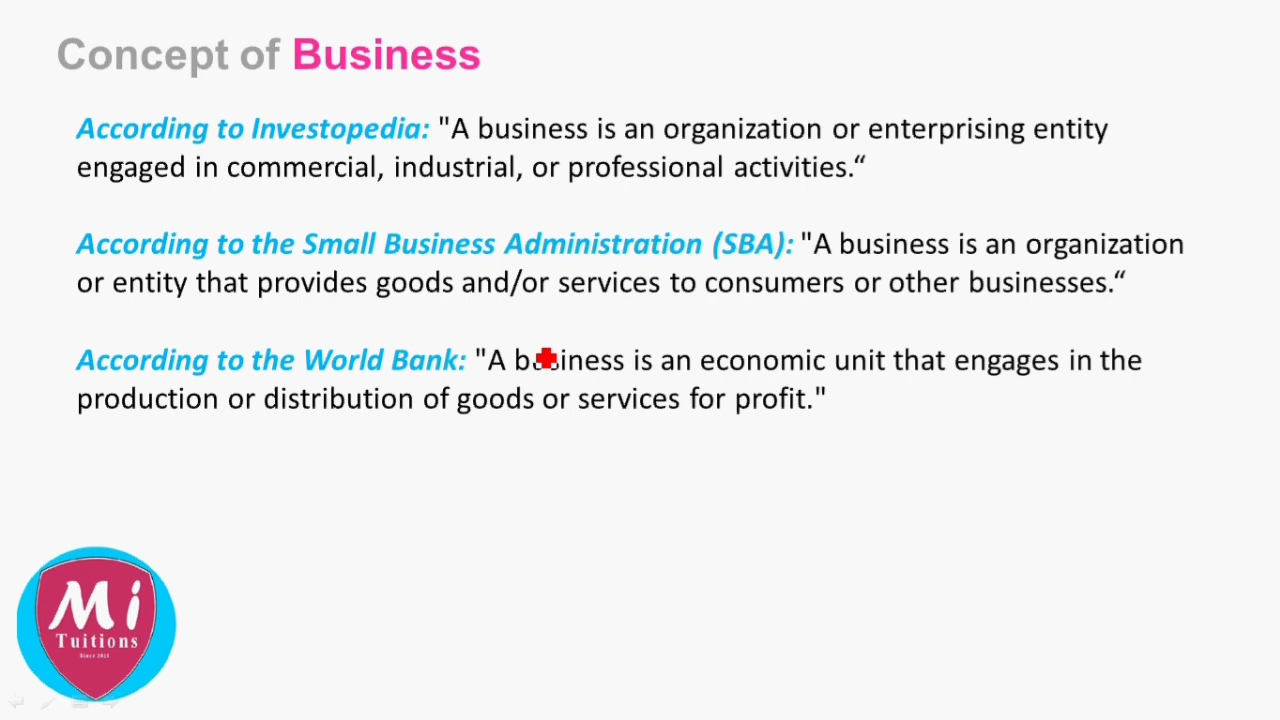 Concept of Business
According to Investopedia: "A business is an organization or enterprising entity
engaged in commercial, industrial, or professional activities.“
According to the Small Business Administration (SBA): "A business is an organization
or entity that provides goods and/or services to consumers or other businesses.“
According to the World Bank: "A business is an economic unit that engages in the
production or distribution of goods or services for profit."
Mi
Tuitions
Since 2011